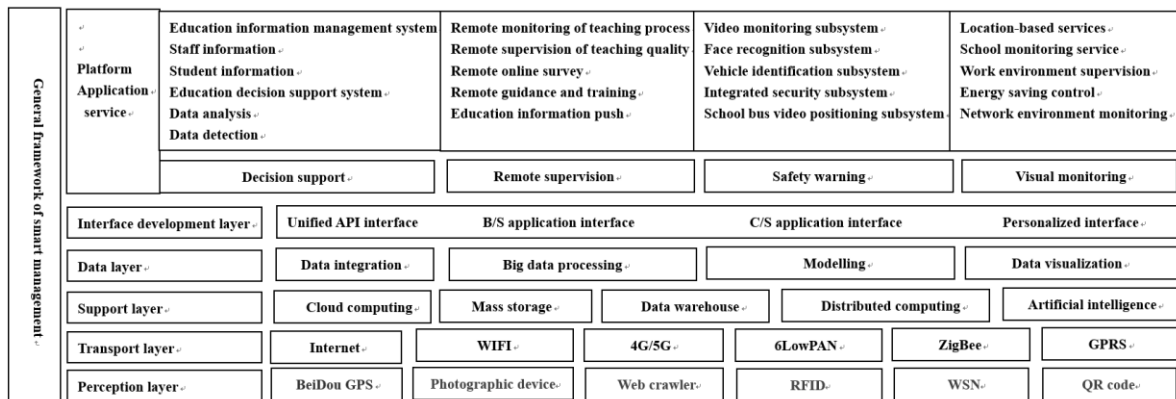 General framework of smart management
Platform
Application
service
Education information management system
Staff information
Student information
Education decision support system
Data analysis
Data detection
Remote monitoring of teaching process
Remote supervision of teaching quality
Remote online survey
Remote guidance and training
Education information push
Video monitoring subsystem
Face recognition subsystem
Vehicle identification subsystem
Integrated security subsystem
School bus video positioning subsystem
Location-based services
School monitoring service
Work environment supervision
Energy saving control
Network environment monitoring
Decision support
Remote supervision
Safety warning
Visual monitoring
Interface development layer
Unified API interface
B/S application interface
C/S application interface
Personalized interface
Data layer
Data integration
Big data processing
Modelling
Data visualization
Support layer
Cloud computing
Mass storage
Data warehouse
Distributed computing
Artificial intelligence
Transport layer
Internet
WIFI
4G/5G
6LowPAN
ZigBee
GPRS
Perception layer
BeiDou GPS
Photographic device
Web crawler
RFID
WSN
QR code